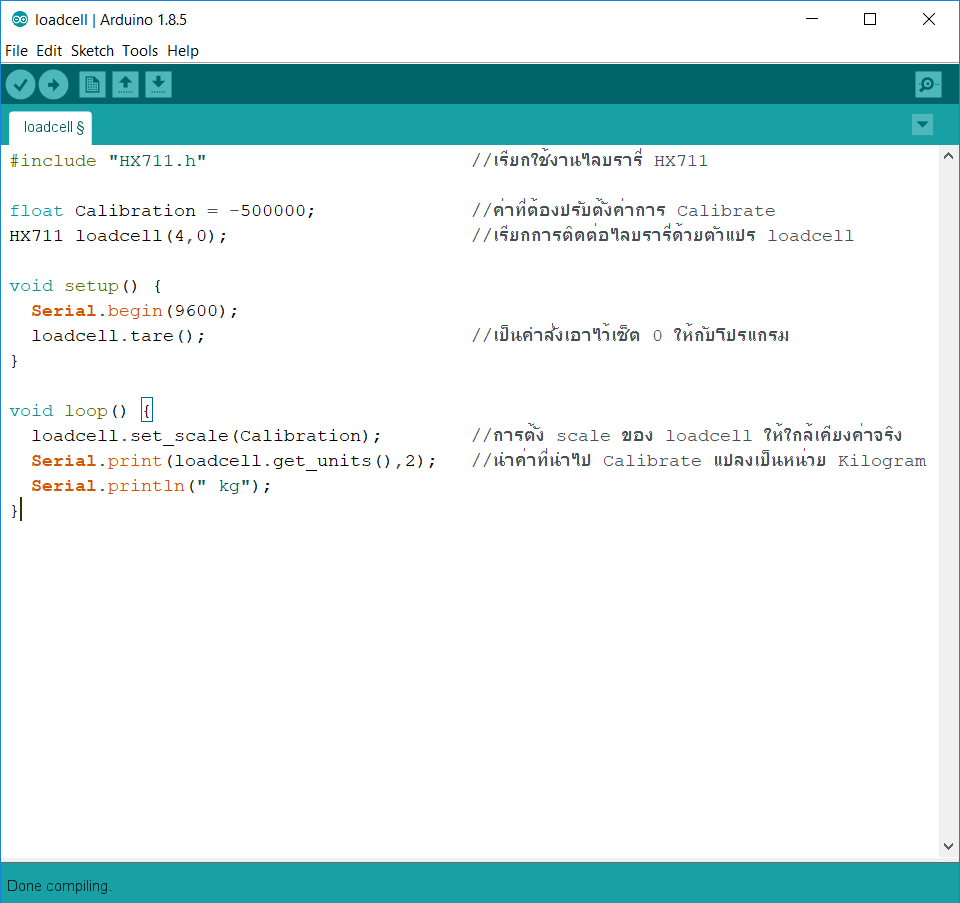 loadcell | Arduino 1.8.5
File Edit Sketch Tools Help
loadcell §
#include "HX711.h" //เรียกใช้งานไลบรารี่ HX711
float Calibration = -500000; //ค่าที่ต้องปรับตั้งค่าการ Calibrate
HX711 loadcell(4,0); //เรียกการติดต่อไลบรารี่ด้วยตัวแปร loadcell
void setup() {
Serial.begin(9600);
loadcell.tare(); //เป็นคำสั่งเอาไว้เซ็ต 0 ให้กับโปรแกรม
}
void loop() {
loadcell.set_scale(Calibration); //การตั้ง scale ของ loadcell ให้ใกล้เคียงค่าจริง
Serial.print(loadcell.get_units(),2); //นำค่าที่นำไป Calibrate แปลงเป็นหน่วย Kilogram
Serial.println(" kg");
}
Done compiling.